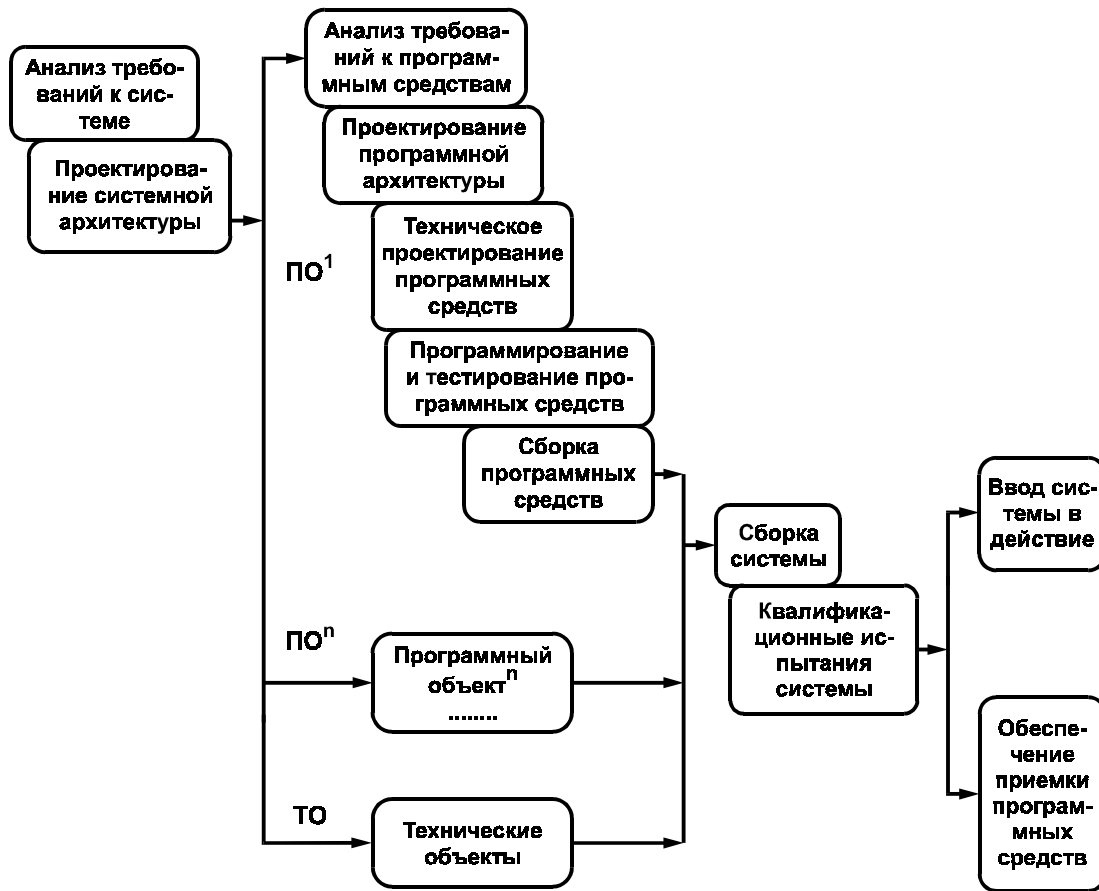 Анализ требо-
ваний к сис-
теме
Проектирова-
ние системной
архитектуры
Анализ требова-
ний к програм-
мным средствам
Проектирование
программной
архитектуры
ПО¹
Техническое
проектирование
программных
средств
Программирование
и тестирование про-
граммных средств
Сборка
программных
средств
ПОⁿ
Программный
объектⁿ
........
ТО
Технические
объекты
Сборка
системы
Квалифика-
ционные ис-
пытания
системы
Ввод сис-
темы в
действие
Обеспе-
чение
приемки
програм-
мных
средств